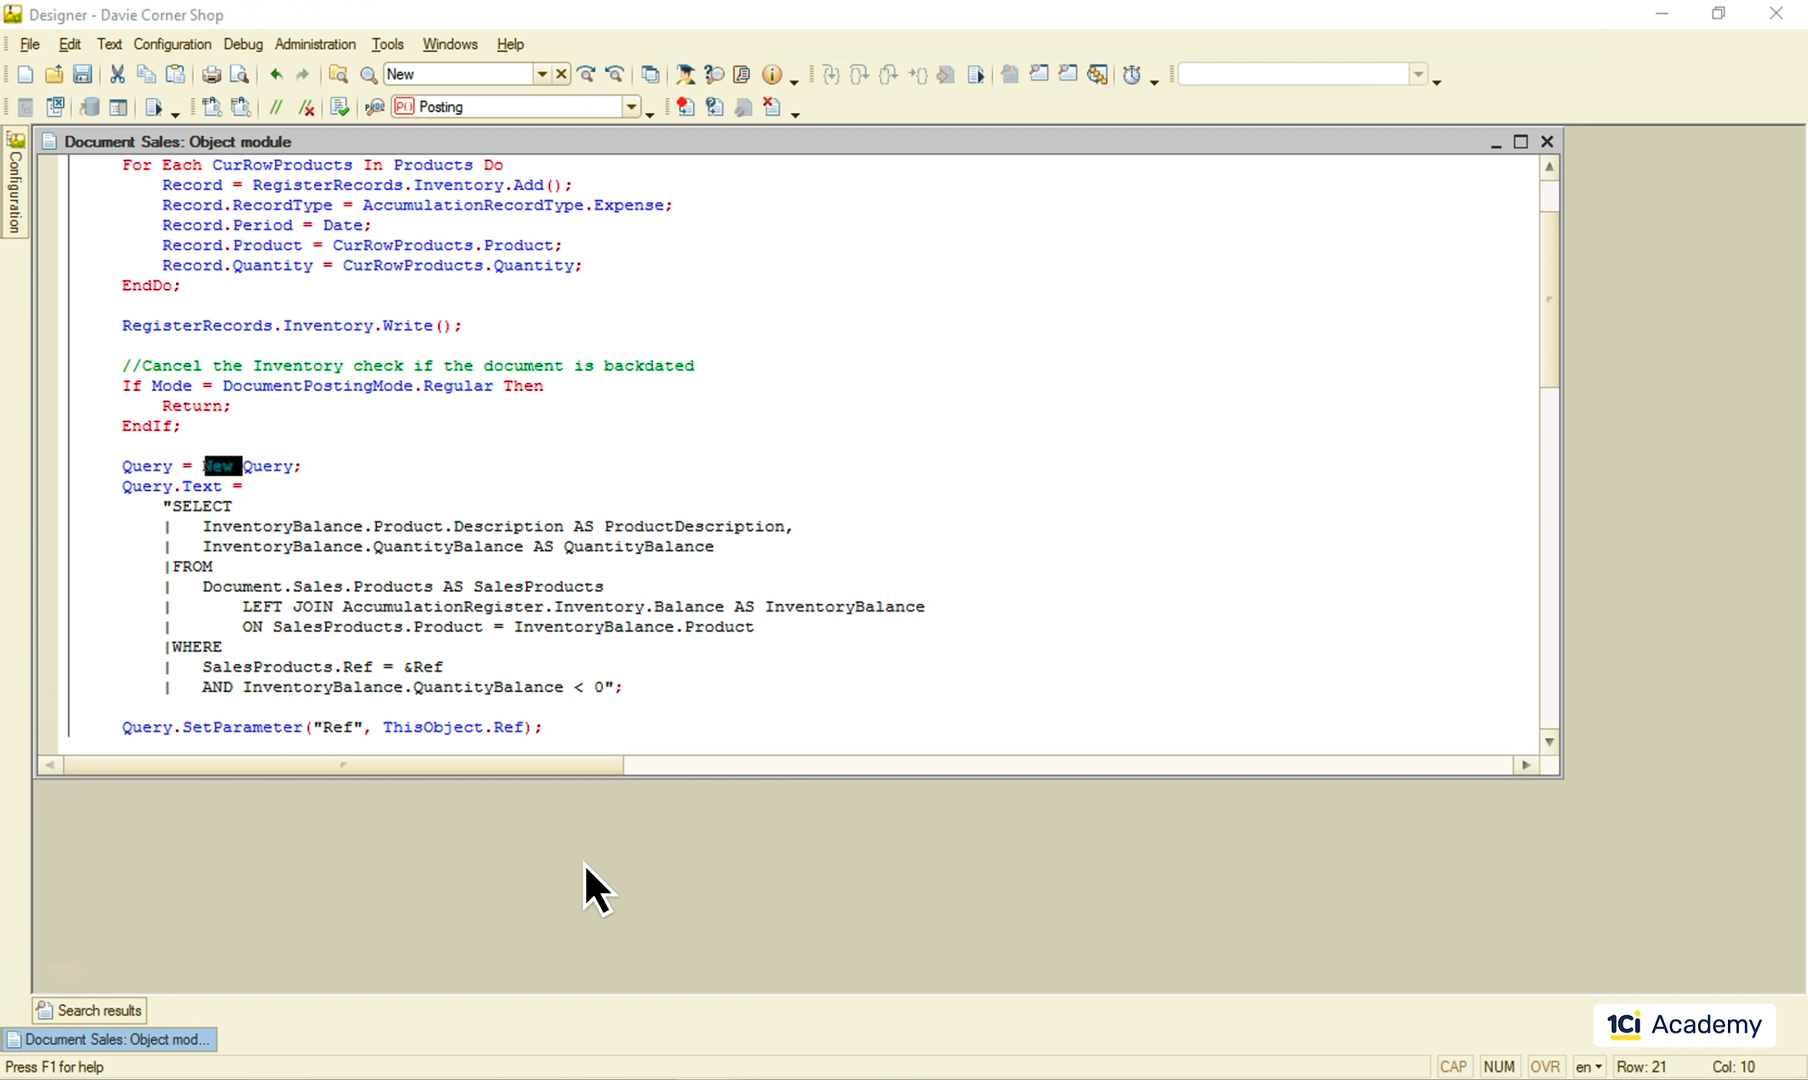 Designer - Davie Corner Shop
File Edit Text Configuration Debug Administration Tools Windows Help
New
Posting
Configuration
Document Sales: Object module
For Each CurRowProducts In Products Do
Record = RegisterRecords.Inventory.Add();
Record.RecordType = AccumulationRecordType.Expense;
Record.Period = Date;
Record.Product = CurRowProducts.Product;
Record.Quantity = CurRowProducts.Quantity;
EndDo;
RegisterRecords.Inventory.Write();
//Cancel the Inventory check if the document is backdated
If Mode = DocumentPostingMode.Regular Then
Return;
EndIf;
Query = New Query;
Query.Text =
"SELECT
| InventoryBalance.Product.Description AS ProductDescription,
| InventoryBalance.QuantityBalance AS QuantityBalance
|FROM
| Document.Sales.Products AS SalesProducts
| LEFT JOIN AccumulationRegister.Inventory.Balance AS InventoryBalance
| ON SalesProducts.Product = InventoryBalance.Product
|WHERE
| SalesProducts.Ref = &Ref
| AND InventoryBalance.QuantityBalance < 0";
Query.SetParameter("Ref", ThisObject.Ref);
Search results
1Ci Academy
Document Sales: Object mod...
Press F1 for help
CAP NUM OVR en Row: 21 Col: 10